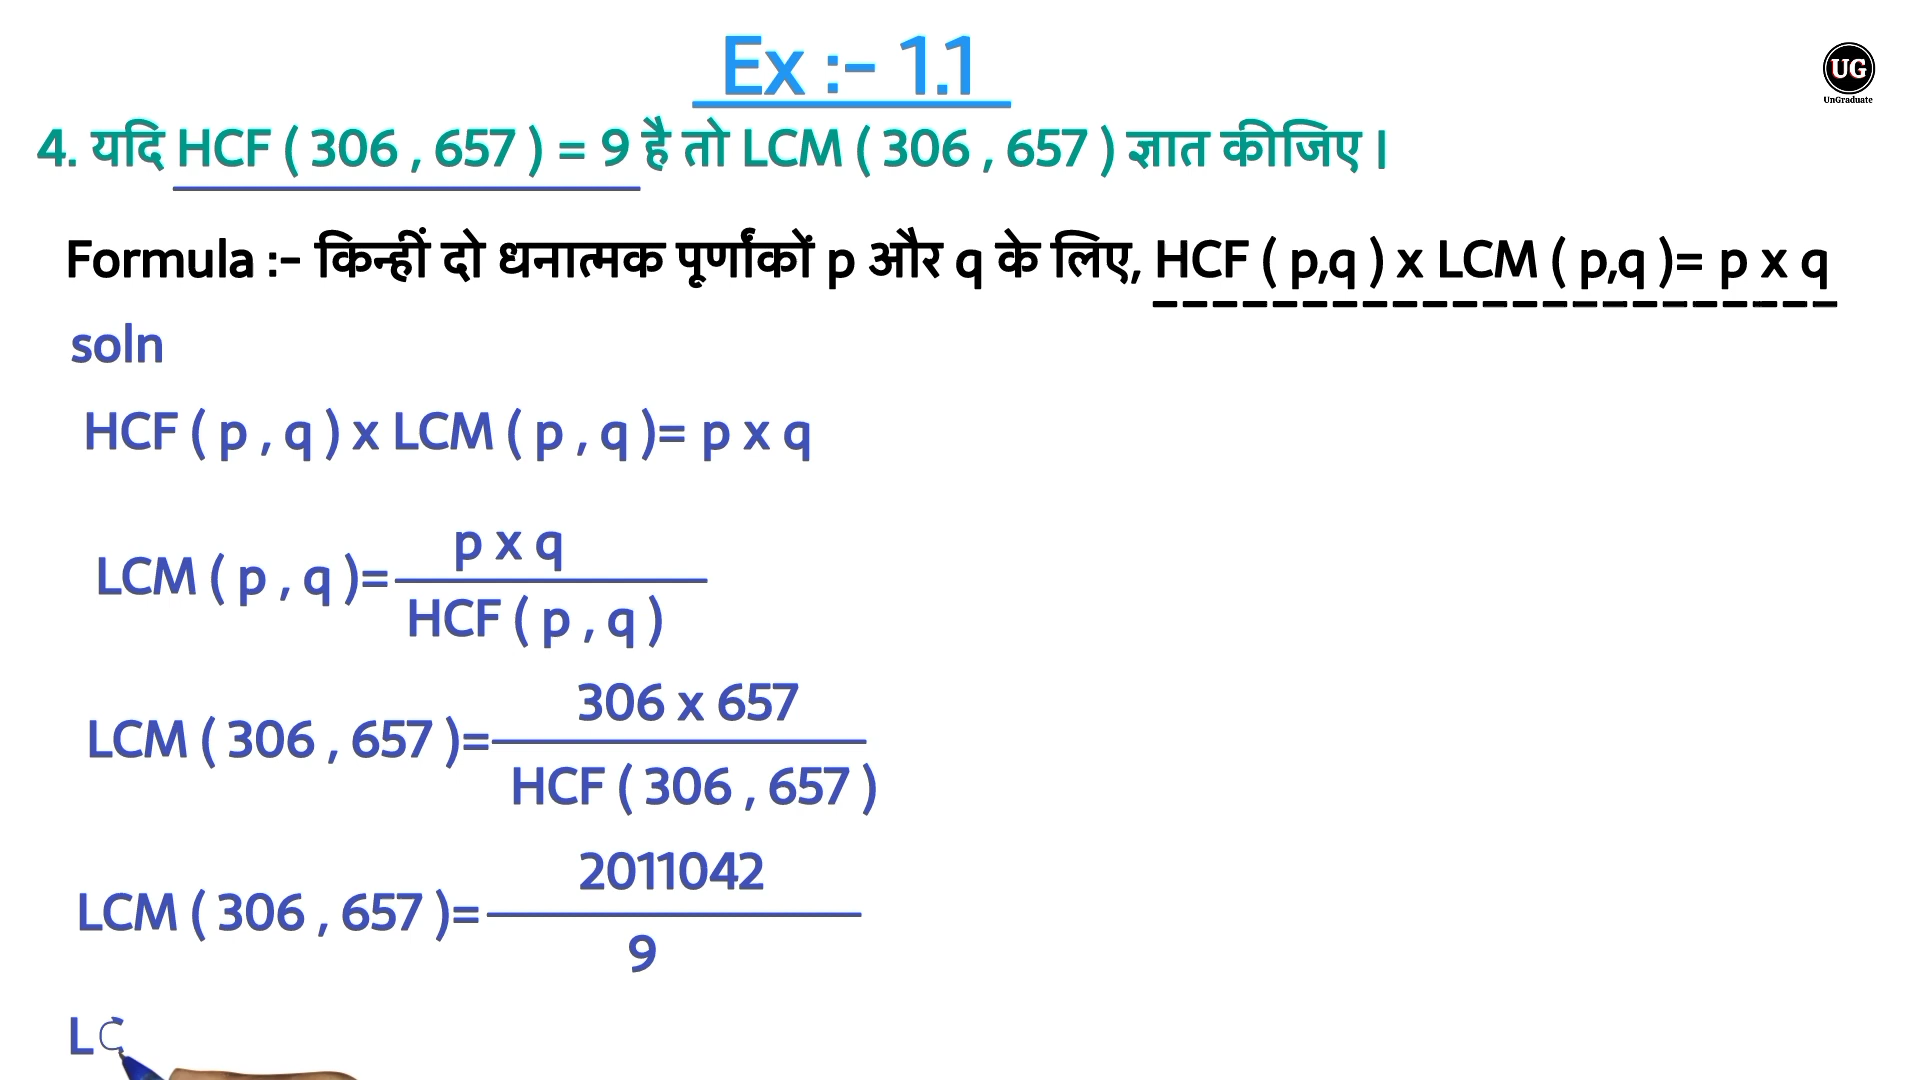 Ex :- 1.1
UG
UnGraduate
4. यदि HCF ( 306 , 657 ) = 9 है तो LCM ( 306 , 657 ) ज्ञात कीजिए ।
Formula :- किन्हीं दो धनात्मक पूर्णांकों p और q के लिए, HCF ( p,q ) x LCM ( p,q )= p x q
soln
HCF ( p , q ) x LCM ( p , q )= p x q
p x q
LCM ( p , q )=
HCF ( p , q )
306 x 657
LCM ( 306 , 657 )=
HCF ( 306 , 657 )
2011042
LCM ( 306 , 657 )=
9
LC